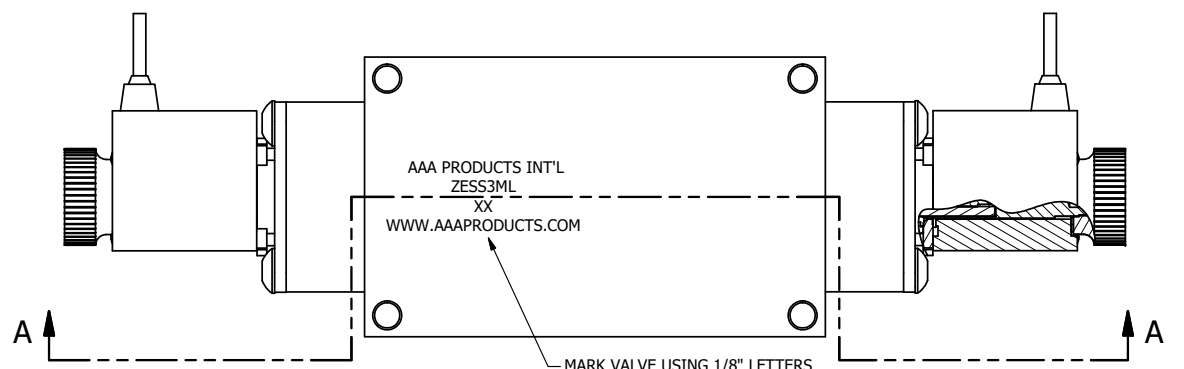 AAA PRODUCTS INT'L
ZESS3ML
XX
WWW.AAAPRODUCTS.COM
A
A
MARK VALVE USING 1/8" LETTERS